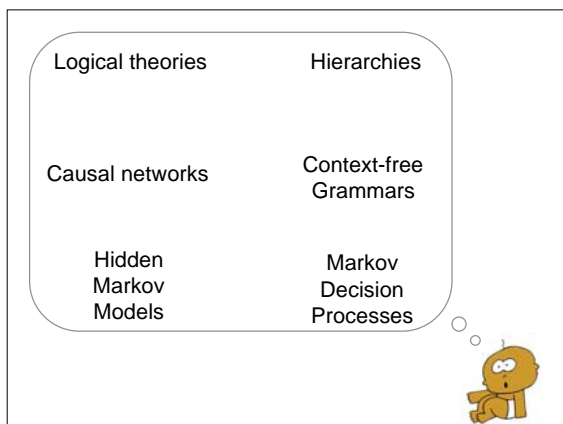 Logical theories
Hierarchies
Causal networks
Context-free
Grammars
Hidden
Markov
Models
Markov
Decision
Processes